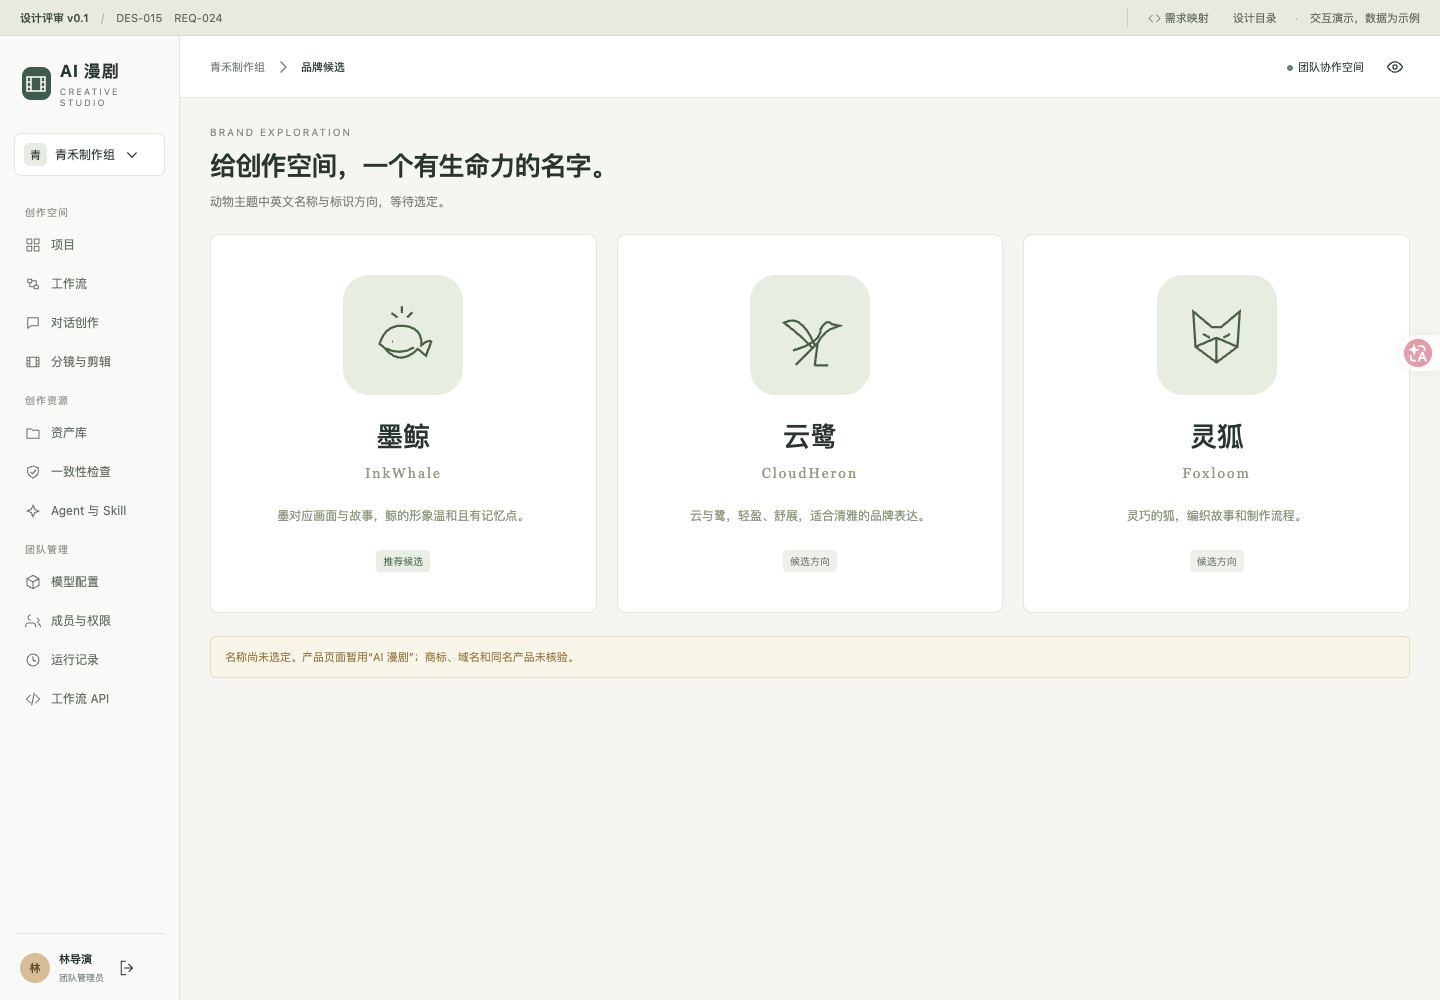 设计评审 v0.1 / DES-015 REQ-024
需求映射 设计目录 · 交互演示，数据为示例
AI 漫剧
CREATIVE
STUDIO
青 青禾制作组
创作空间
项目
工作流
对话创作
分镜与剪辑
创作资源
资产库
一致性检查
Agent 与 Skill
团队管理
模型配置
成员与权限
运行记录
工作流 API
林 林导演
团队管理员
青禾制作组 品牌候选
团队协作空间
BRAND EXPLORATION
给创作空间，一个有生命力的名字。
动物主题中英文名称与标识方向，等待选定。
墨鲸
InkWhale
墨对应画面与故事，鲸的形象温和且有记忆点。
推荐候选
云鹭
CloudHeron
云与鹭，轻盈、舒展，适合清雅的品牌表达。
候选方向
灵狐
Foxloom
灵巧的狐，编织故事和制作流程。
候选方向
名称尚未选定。产品页面暂用“AI 漫剧”；商标、域名和同名产品未核验。